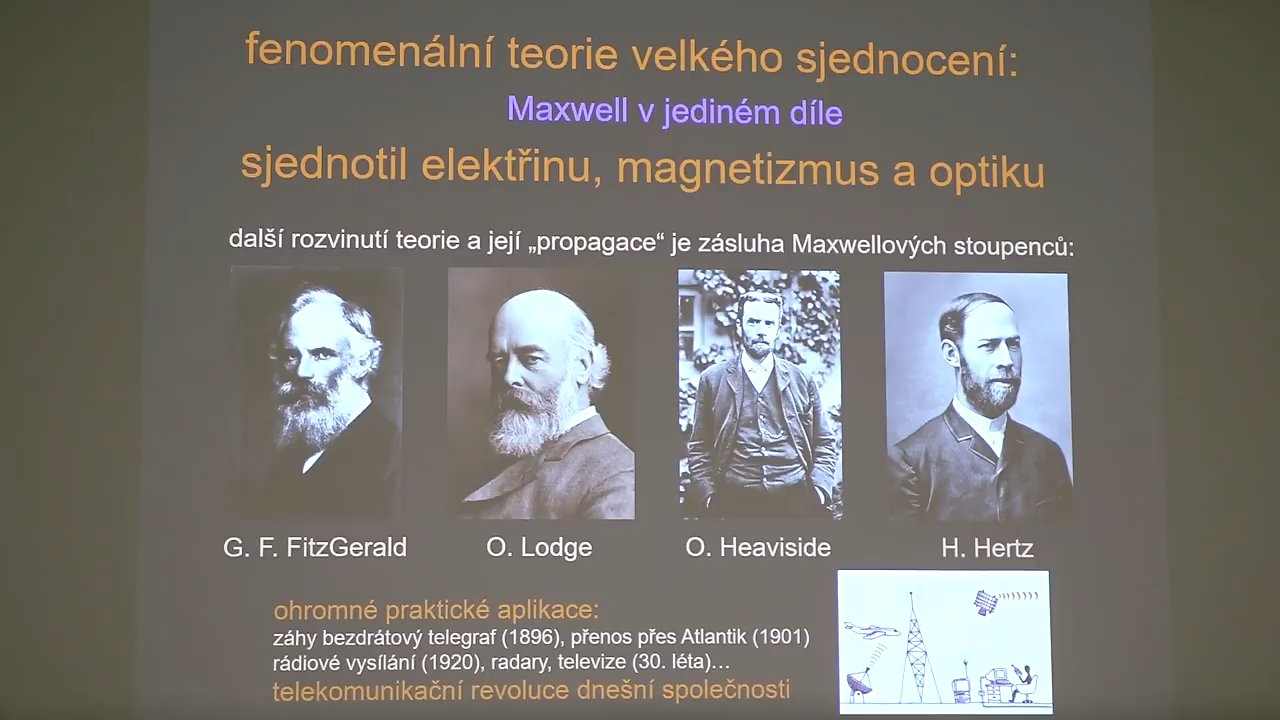 fenomenální teorie velkého sjednocení:
Maxwell v jediném díle
sjednotil elektřinu, magnetizmus a optiku
další rozvinutí teorie a její „propagace“ je zásluha Maxwellových stoupenců:
G. F. FitzGerald
O. Lodge
O. Heaviside
H. Hertz
ohromné praktické aplikace:
záhy bezdrátový telegraf (1896), přenos přes Atlantik (1901)
rádiové vysílání (1920), radary, televize (30. léta)…
telekomunikační revoluce dnešní společnosti